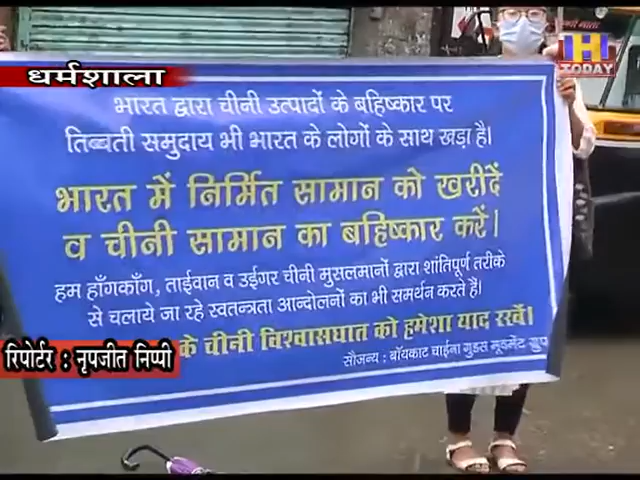 धर्मशाला
H
TODAY
भारत द्वारा चीनी उत्पादों के बहिष्कार पर
तिब्बती समुदाय भी भारत के लोगों के साथ खड़ा है।
भारत में निर्मित सामान को खरीदें
व चीनी सामान का बहिष्कार करें।
हम हाँगकाँग, ताईवान व उईगर चीनी मुसलमानों द्वारा शांतिपूर्ण तरीके
से चलाये जा रहे स्वतन्त्रता आन्दोलनों का भी समर्थन करते है।
के चीनी विश्वासघात को हमेशा याद रखें।
रिपोर्टर : नृपजीत निप्पी
सौजन्य : बॉयकाट चाईना गुडस मूवमेंट ग्रुप